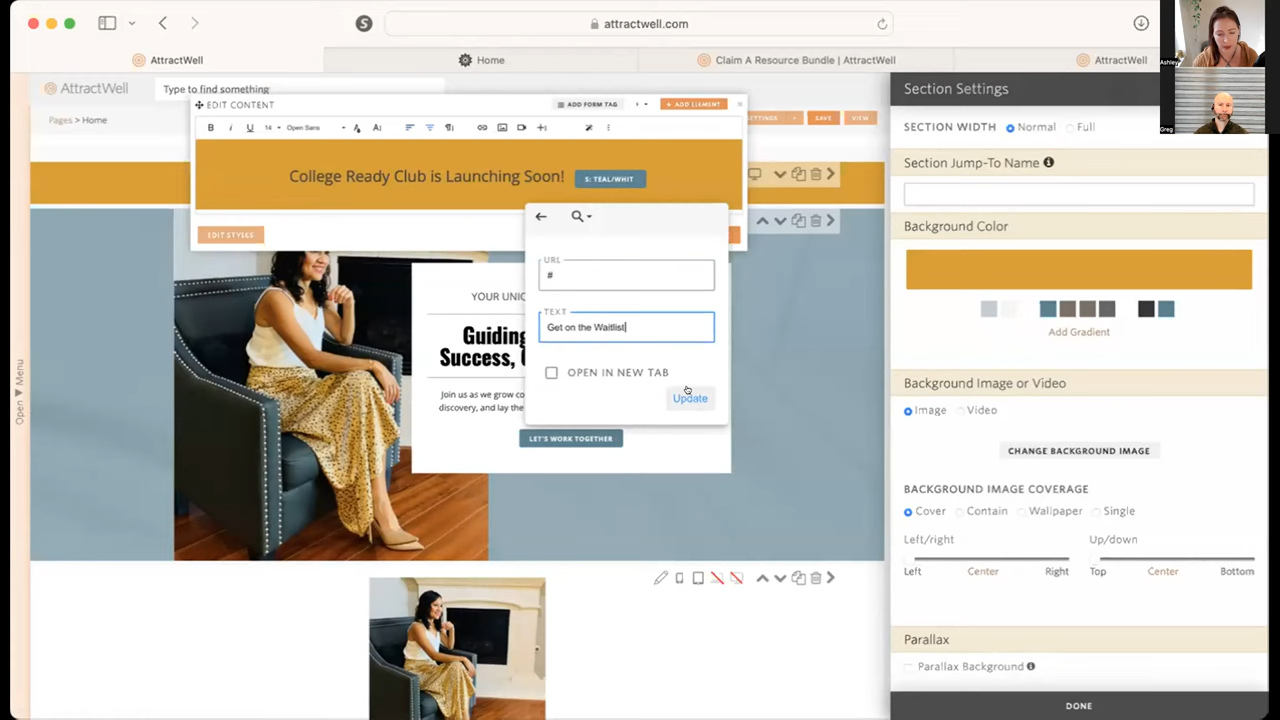 S
attractwell.com
AttractWell
Home
Claim A Resource Bundle | AttractWell
AttractWell
Ashley
Greg
AttractWell
Type to find something
Pages > Home
SETTINGS
SAVE
VIEW
EDIT CONTENT
ADD FORM TAG
+ ADD ELEMENT
B
I
U
14
Open Sans
College Ready Club is Launching Soon!
S: TEAL/WHIT
EDIT STYLES
URL
#
TEXT
Get on the Waitlist
OPEN IN NEW TAB
Update
YOUR UNIQ
Guiding
Success, C
Join us as we grow co
discovery, and lay the
LET'S WORK TOGETHER
Open ▼ Menu
Section Settings
SECTION WIDTH
Normal
Full
Section Jump-To Name
Background Color
Add Gradient
Background Image or Video
Image
Video
CHANGE BACKGROUND IMAGE
BACKGROUND IMAGE COVERAGE
Cover
Contain
Wallpaper
Single
Left/right
Up/down
Left
Center
Right
Top
Center
Bottom
Parallax
Parallax Background
DONE